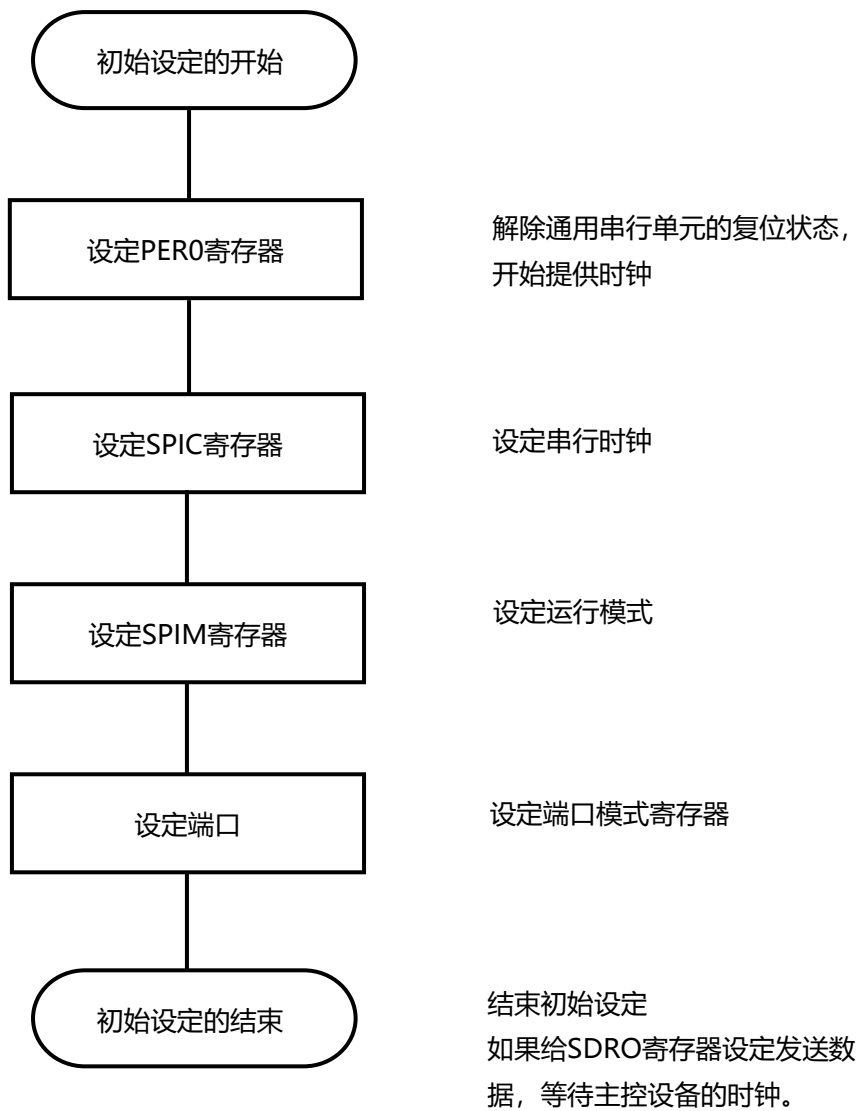 初始设定的开始
设定PER0寄存器
解除通用串行单元的复位状态，
开始提供时钟
设定SPIC寄存器
设定串行时钟
设定SPIM寄存器
设定运行模式
设定端口
设定端口模式寄存器
初始设定的结束
结束初始设定
如果给SDRO寄存器设定发送数
据，等待主控设备的时钟。